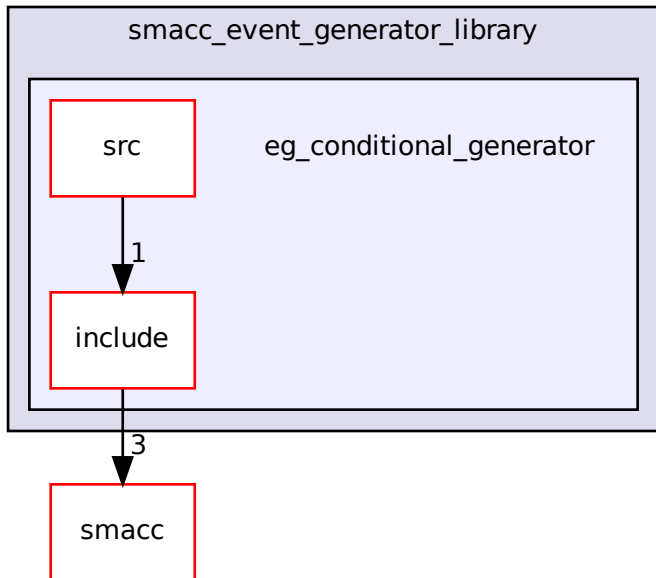 smacc_event_generator_library
src
eg_conditional_generator
1
include
3
smacc